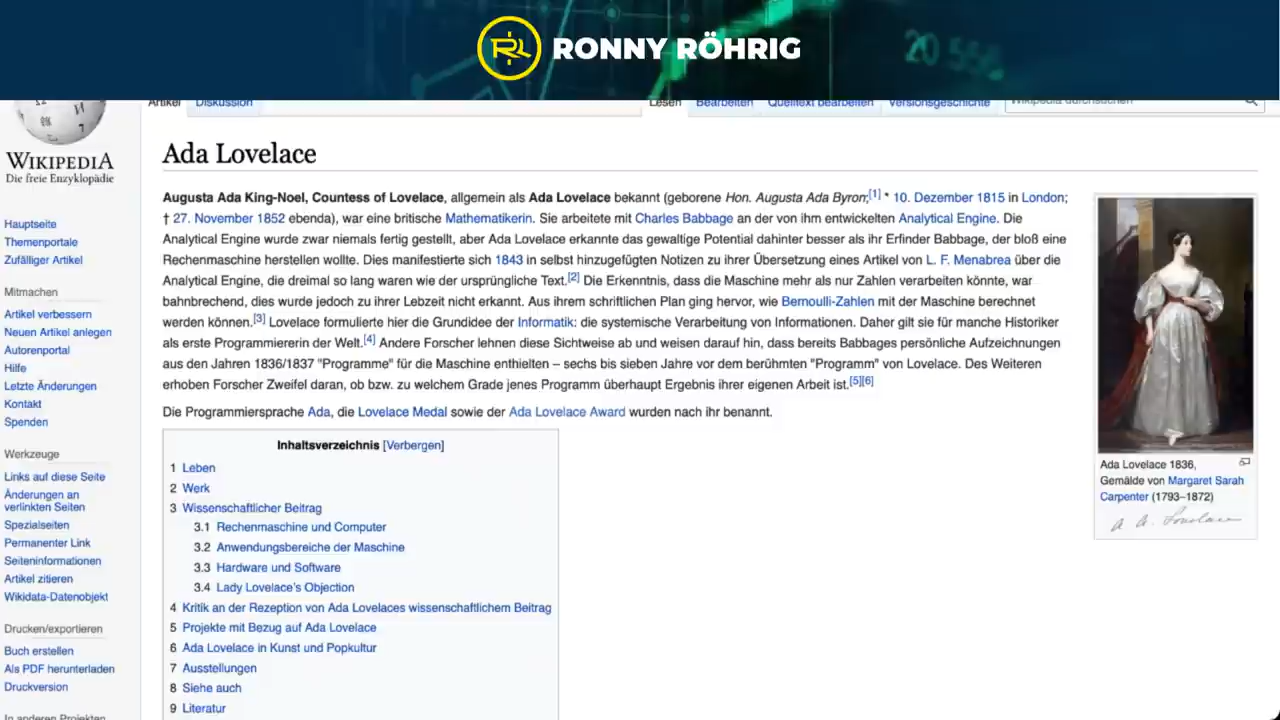 RL RONNY RÖHRIG
20 568
Artikel Diskussion Lesen Bearbeiten Quelltext bearbeiten Versionsgeschichte Wikipedia durchsuchen
WIKIPEDIA
Die freie Enzyklopädie
Hauptseite
Themenportale
Zufälliger Artikel
Mitmachen
Artikel verbessern
Neuen Artikel anlegen
Autorenportal
Hilfe
Letzte Änderungen
Kontakt
Spenden
Werkzeuge
Links auf diese Seite
Änderungen an
verlinkten Seiten
Spezialseiten
Permanenter Link
Seiteninformationen
Artikel zitieren
Wikidata-Datenobjekt
Drucken/exportieren
Buch erstellen
Als PDF herunterladen
Druckversion
In anderen Projekten
Ada Lovelace
Augusta Ada King-Noel, Countess of Lovelace, allgemein als Ada Lovelace bekannt (geborene Hon. Augusta Ada Byron;[1] * 10. Dezember 1815 in London;
† 27. November 1852 ebenda), war eine britische Mathematikerin. Sie arbeitete mit Charles Babbage an der von ihm entwickelten Analytical Engine. Die
Analytical Engine wurde zwar niemals fertig gestellt, aber Ada Lovelace erkannte das gewaltige Potential dahinter besser als ihr Erfinder Babbage, der bloß eine
Rechenmaschine herstellen wollte. Dies manifestierte sich 1843 in selbst hinzugefügten Notizen zu ihrer Übersetzung eines Artikel von L. F. Menabrea über die
Analytical Engine, die dreimal so lang waren wie der ursprüngliche Text.[2] Die Erkenntnis, dass die Maschine mehr als nur Zahlen verarbeiten könnte, war
bahnbrechend, dies wurde jedoch zu ihrer Lebzeit nicht erkannt. Aus ihrem schriftlichen Plan ging hervor, wie Bernoulli-Zahlen mit der Maschine berechnet
werden können.[3] Lovelace formulierte hier die Grundidee der Informatik: die systemische Verarbeitung von Informationen. Daher gilt sie für manche Historiker
als erste Programmiererin der Welt.[4] Andere Forscher lehnen diese Sichtweise ab und weisen darauf hin, dass bereits Babbages persönliche Aufzeichnungen
aus den Jahren 1836/1837 "Programme" für die Maschine enthielten – sechs bis sieben Jahre vor dem berühmten "Programm" von Lovelace. Des Weiteren
erhoben Forscher Zweifel daran, ob bzw. zu welchem Grade jenes Programm überhaupt Ergebnis ihrer eigenen Arbeit ist.[5][6]
Die Programmiersprache Ada, die Lovelace Medal sowie der Ada Lovelace Award wurden nach ihr benannt.
Inhaltsverzeichnis [Verbergen]
1 Leben
2 Werk
3 Wissenschaftlicher Beitrag
3.1 Rechenmaschine und Computer
3.2 Anwendungsbereiche der Maschine
3.3 Hardware und Software
3.4 Lady Lovelace's Objection
4 Kritik an der Rezeption von Ada Lovelaces wissenschaftlichem Beitrag
5 Projekte mit Bezug auf Ada Lovelace
6 Ada Lovelace in Kunst und Popkultur
7 Ausstellungen
8 Siehe auch
9 Literatur
Ada Lovelace 1836,
Gemälde von Margaret Sarah
Carpenter (1793–1872)